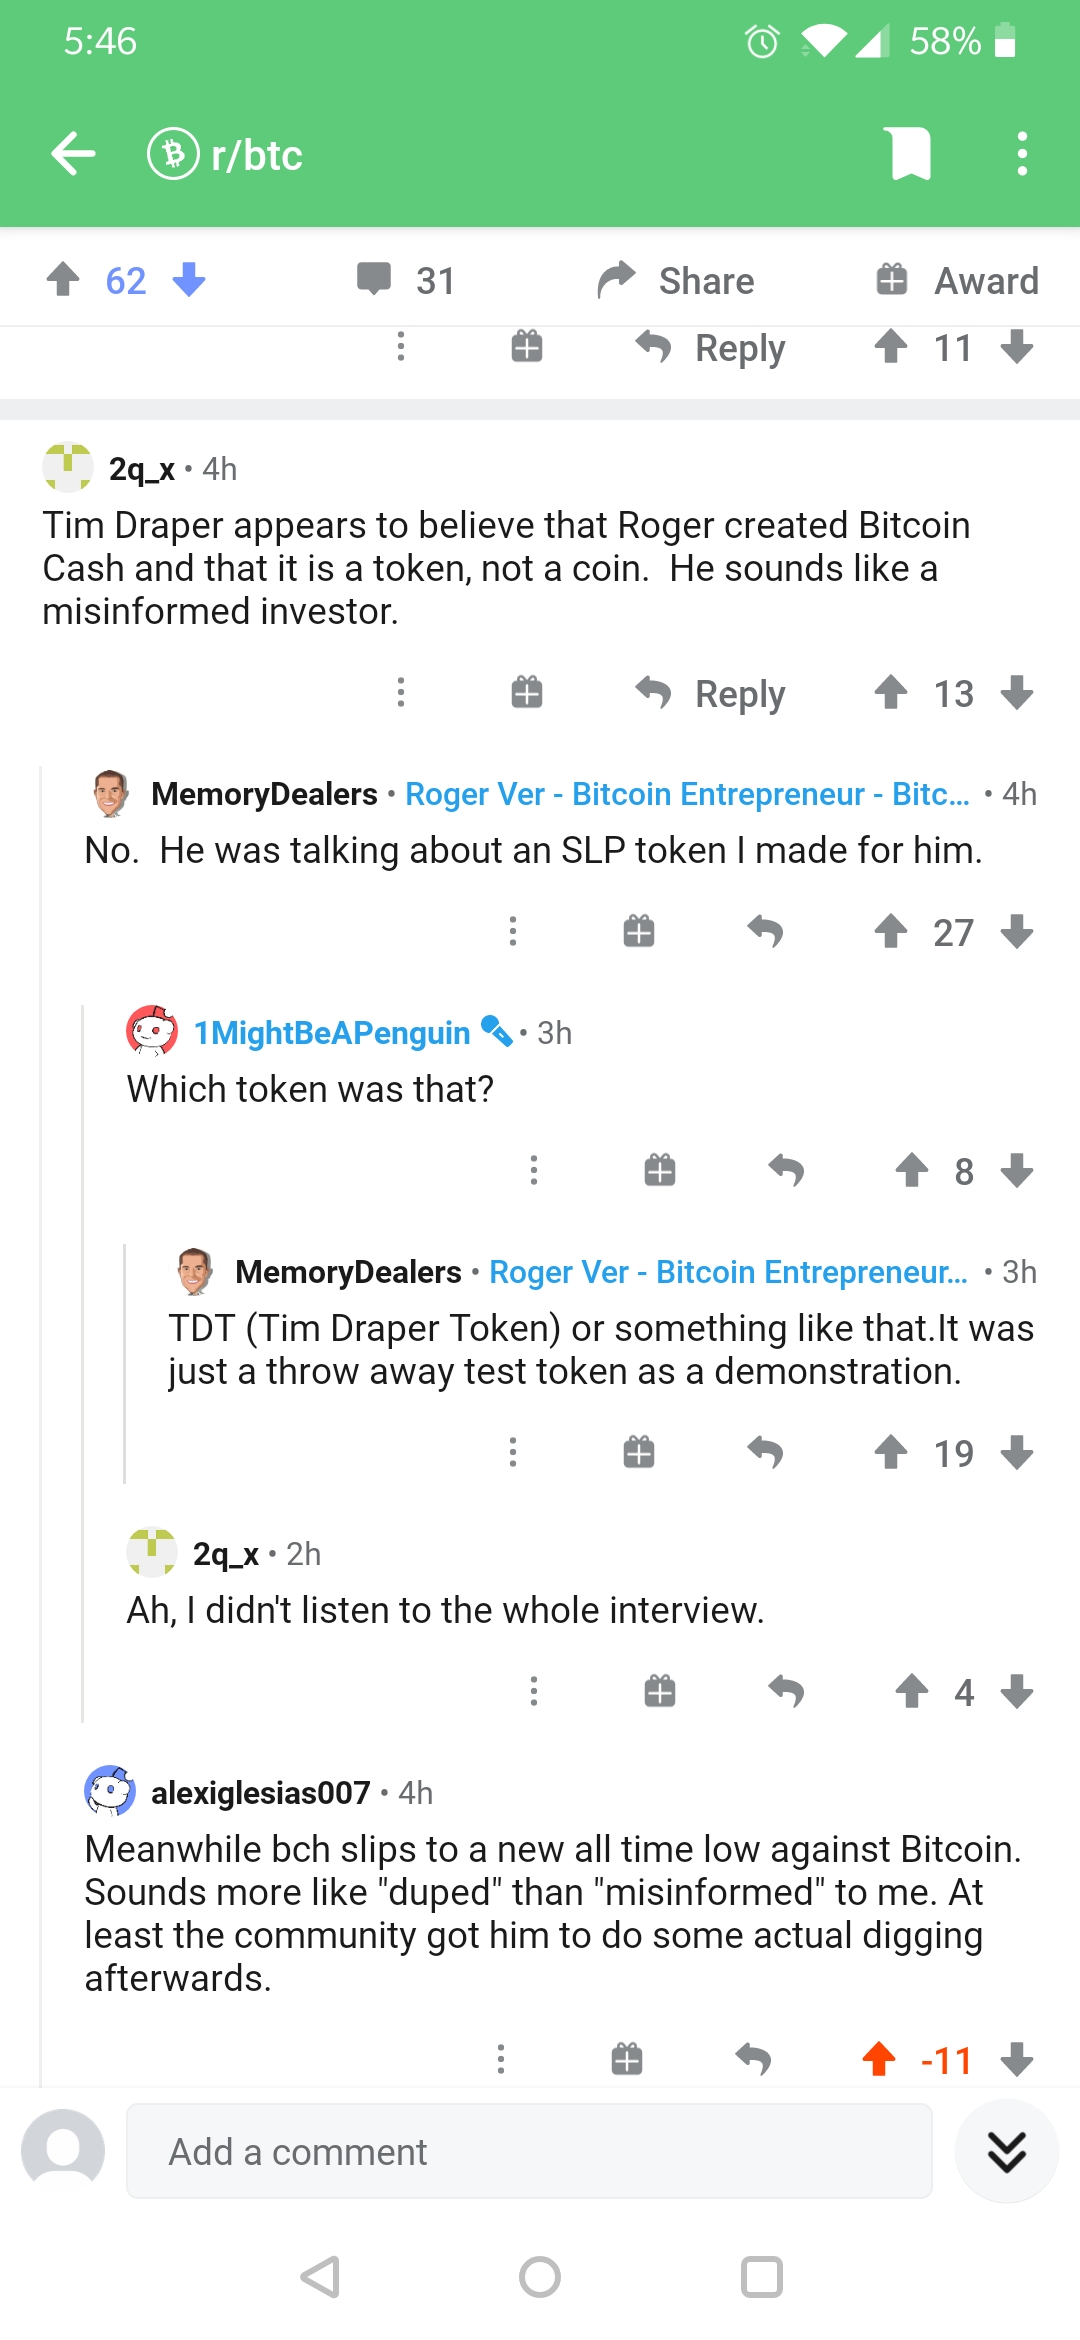 5:46
58%
r/btc
62
31
Share
Award
Reply
11
2q_x • 4h
Tim Draper appears to believe that Roger created Bitcoin
Cash and that it is a token, not a coin.  He sounds like a
misinformed investor.
Reply
13
MemoryDealers • Roger Ver - Bitcoin Entrepreneur - Bitc... • 4h
No.  He was talking about an SLP token I made for him.
27
1MightBeAPenguin • 3h
Which token was that?
8
MemoryDealers • Roger Ver - Bitcoin Entrepreneur... • 3h
TDT (Tim Draper Token) or something like that.It was
just a throw away test token as a demonstration.
19
2q_x • 2h
Ah, I didn't listen to the whole interview.
4
alexiglesias007 • 4h
Meanwhile bch slips to a new all time low against Bitcoin.
Sounds more like "duped" than "misinformed" to me. At
least the community got him to do some actual digging
afterwards.
-11
Add a comment